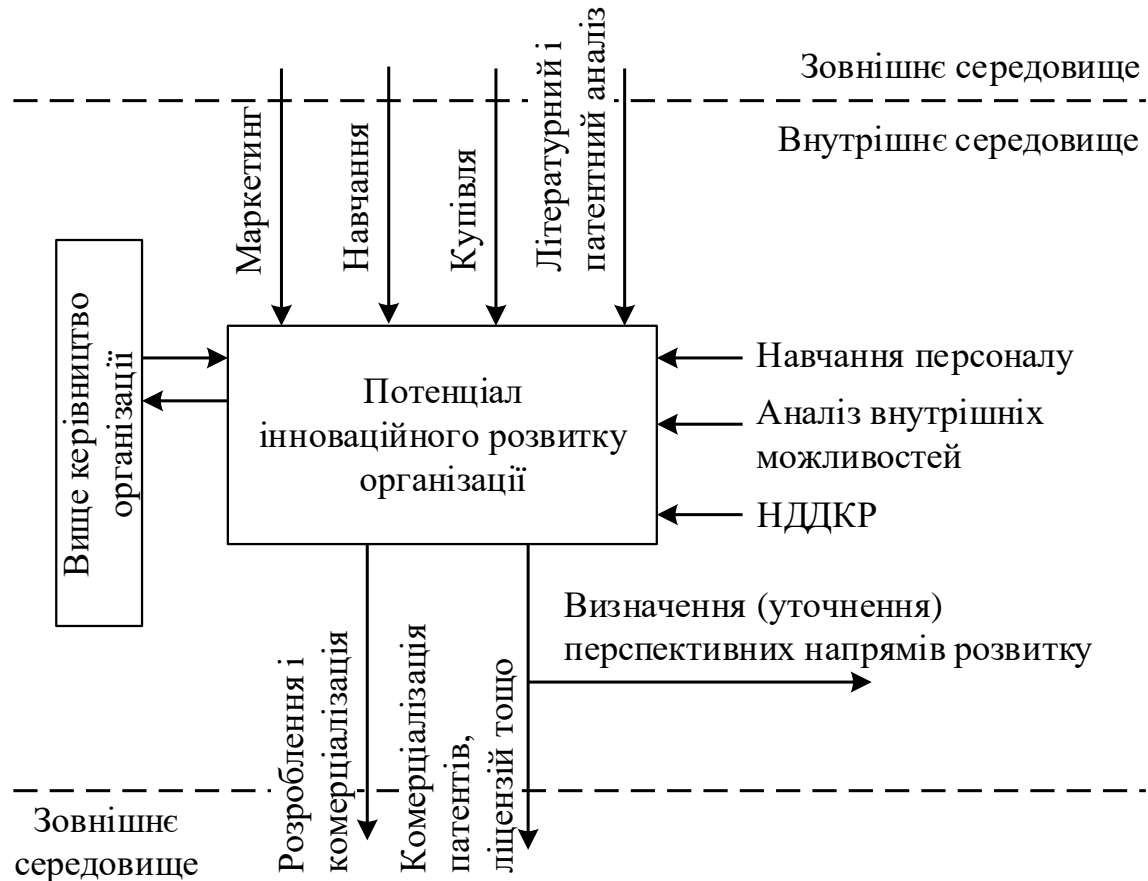 Зовнішнє середовище
Внутрішнє середовище
Маркетинг
Навчання
Купівля
Літературний і
патентний аналіз
Вище керівництво
організації
Потенціал
інноваційного розвитку
організації
Навчання персоналу
Аналіз внутрішніх
можливостей
НДДКР
Визначення (уточнення)
перспективних напрямів розвитку
Розроблення і
комерціалізація
Комерціалізація
патентів,
ліцензій тощо
Зовнішнє
середовище